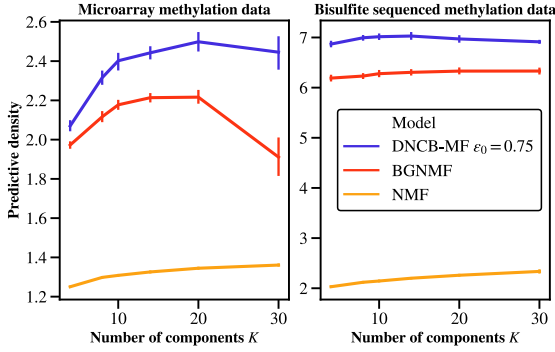 Microarray methylation data
Bisulfite sequenced methylation data
Predictive density
2.6
2.4
2.2
2.0
1.8
1.6
1.4
1.2
10
20
30
Number of components K
7
6
5
4
3
2
10
20
30
Number of components K
Model
DNCB-MF ε₀ = 0.75
BGNMF
NMF